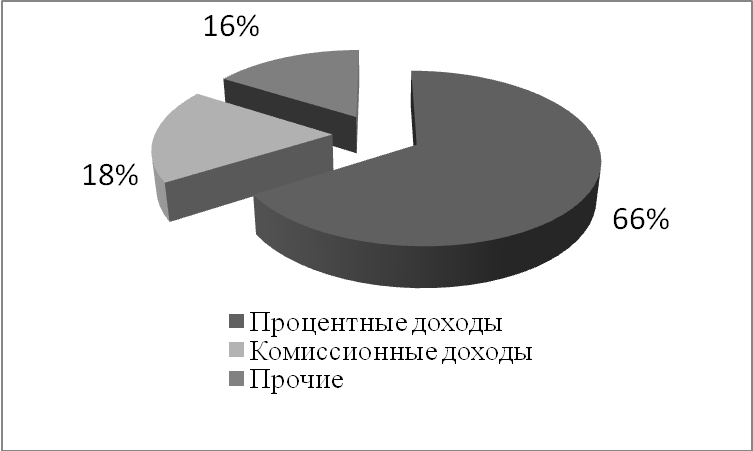 16%
18%
66%
Процентные доходы
Комиссионные доходы
Прочие